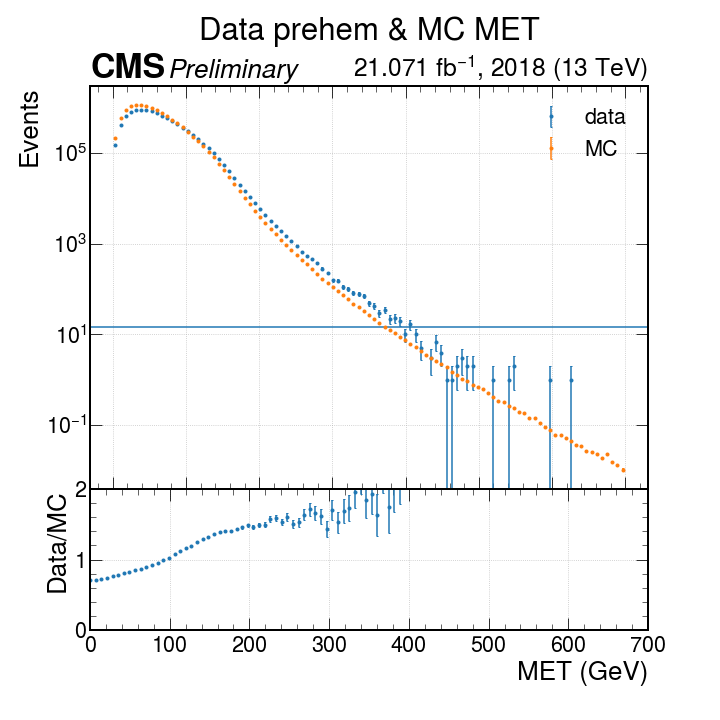 Data prehem & MC MET
CMS Preliminary 21.071 fb⁻¹, 2018 (13 TeV)
Events
data
MC
10⁵
10³
10¹
10⁻¹
2
1
0
Data/MC
0 100 200 300 400 500 600 700
MET (GeV)